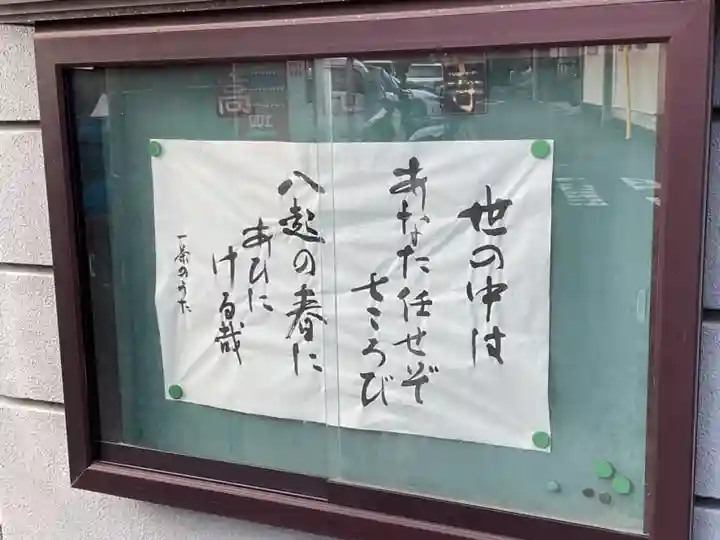 世の中は
あなた任せぞ
七ころび
八起の春に
あひに
ける哉
一茶のうた